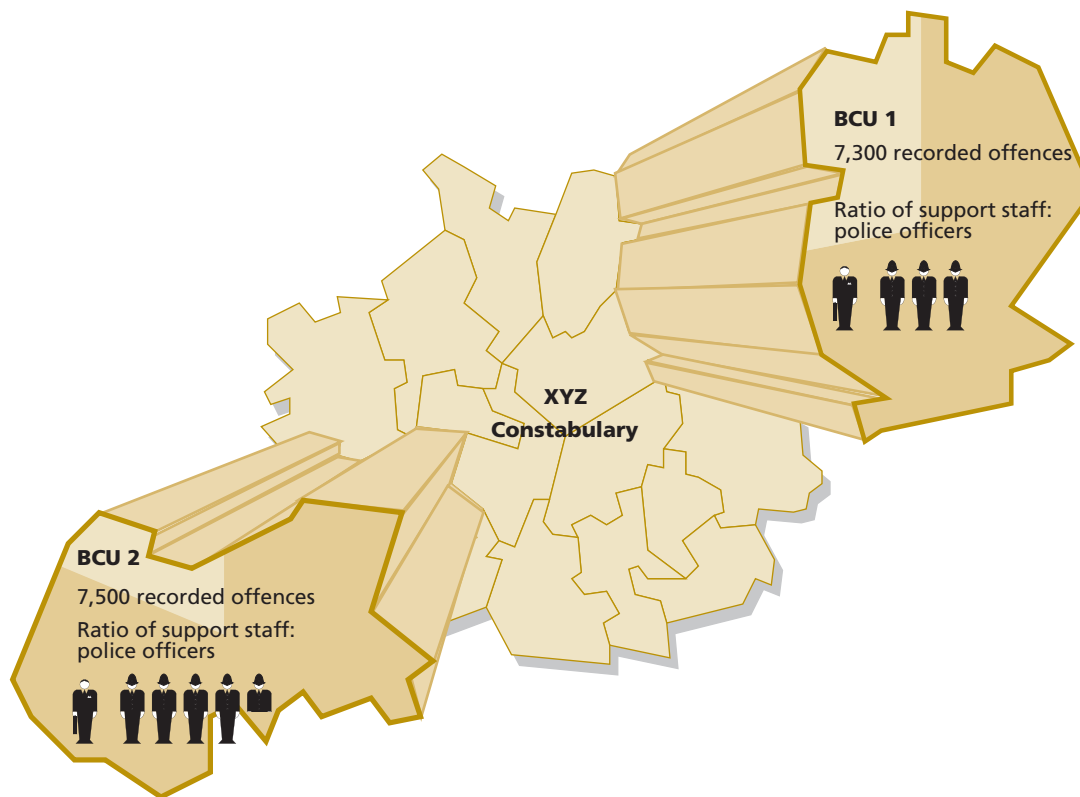 BCU 1
7,300 recorded offences
Ratio of support staff:
police officers
XYZ
Constabulary
BCU 2
7,500 recorded offences
Ratio of support staff:
police officers